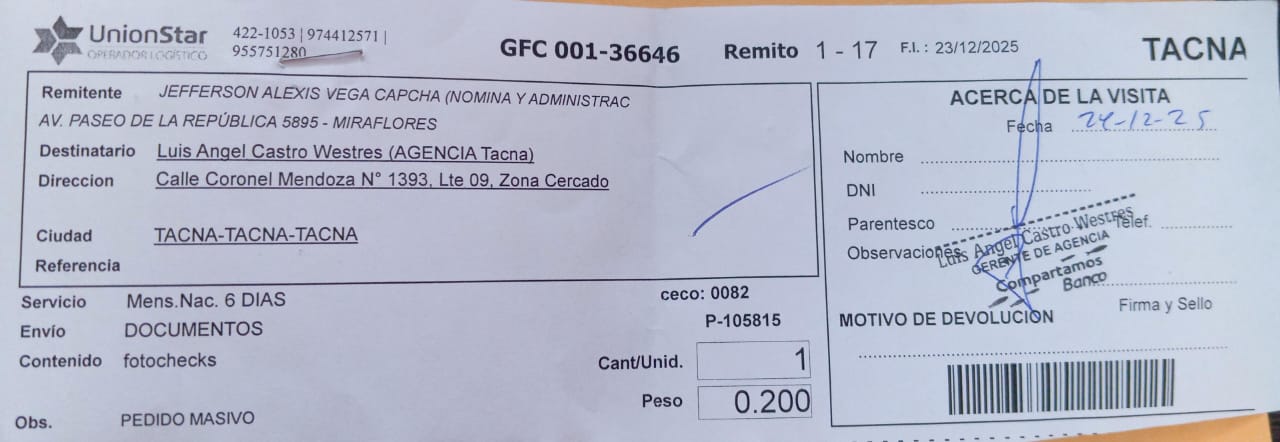 UnionStar
OPERADOR LOGÍSTICO
422-1053 | 974412571 |
955751280
GFC 001-36646
Remito 1 - 17
F.I. : 23/12/2025
TACNA
Remitente JEFFERSON ALEXIS VEGA CAPCHA (NOMINA Y ADMINISTRAC
AV. PASEO DE LA REPÚBLICA 5895 - MIRAFLORES
Destinatario Luis Angel Castro Westres (AGENCIA Tacna)
Direccion Calle Coronel Mendoza N° 1393, Lte 09, Zona Cercado
Ciudad TACNA-TACNA-TACNA
Referencia
Servicio Mens.Nac. 6 DIAS
Envío DOCUMENTOS
Contenido fotochecks
Obs. PEDIDO MASIVO
ceco: 0082
P-105815
Cant/Unid. 1
Peso 0.200
ACERCA DE LA VISITA
Fecha 24-12-25
Nombre
DNI
Parentesco
Telef.
Observaciones
Luis Angel Castro Westres
GERENTE DE AGENCIA
Compartamos
Banco
Firma y Sello
MOTIVO DE DEVOLUCION